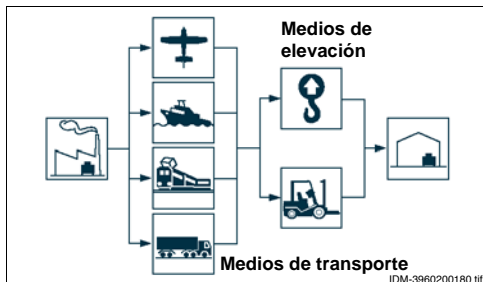 Medios de
elevación
Medios de transporte
IDM-3960200180.tif